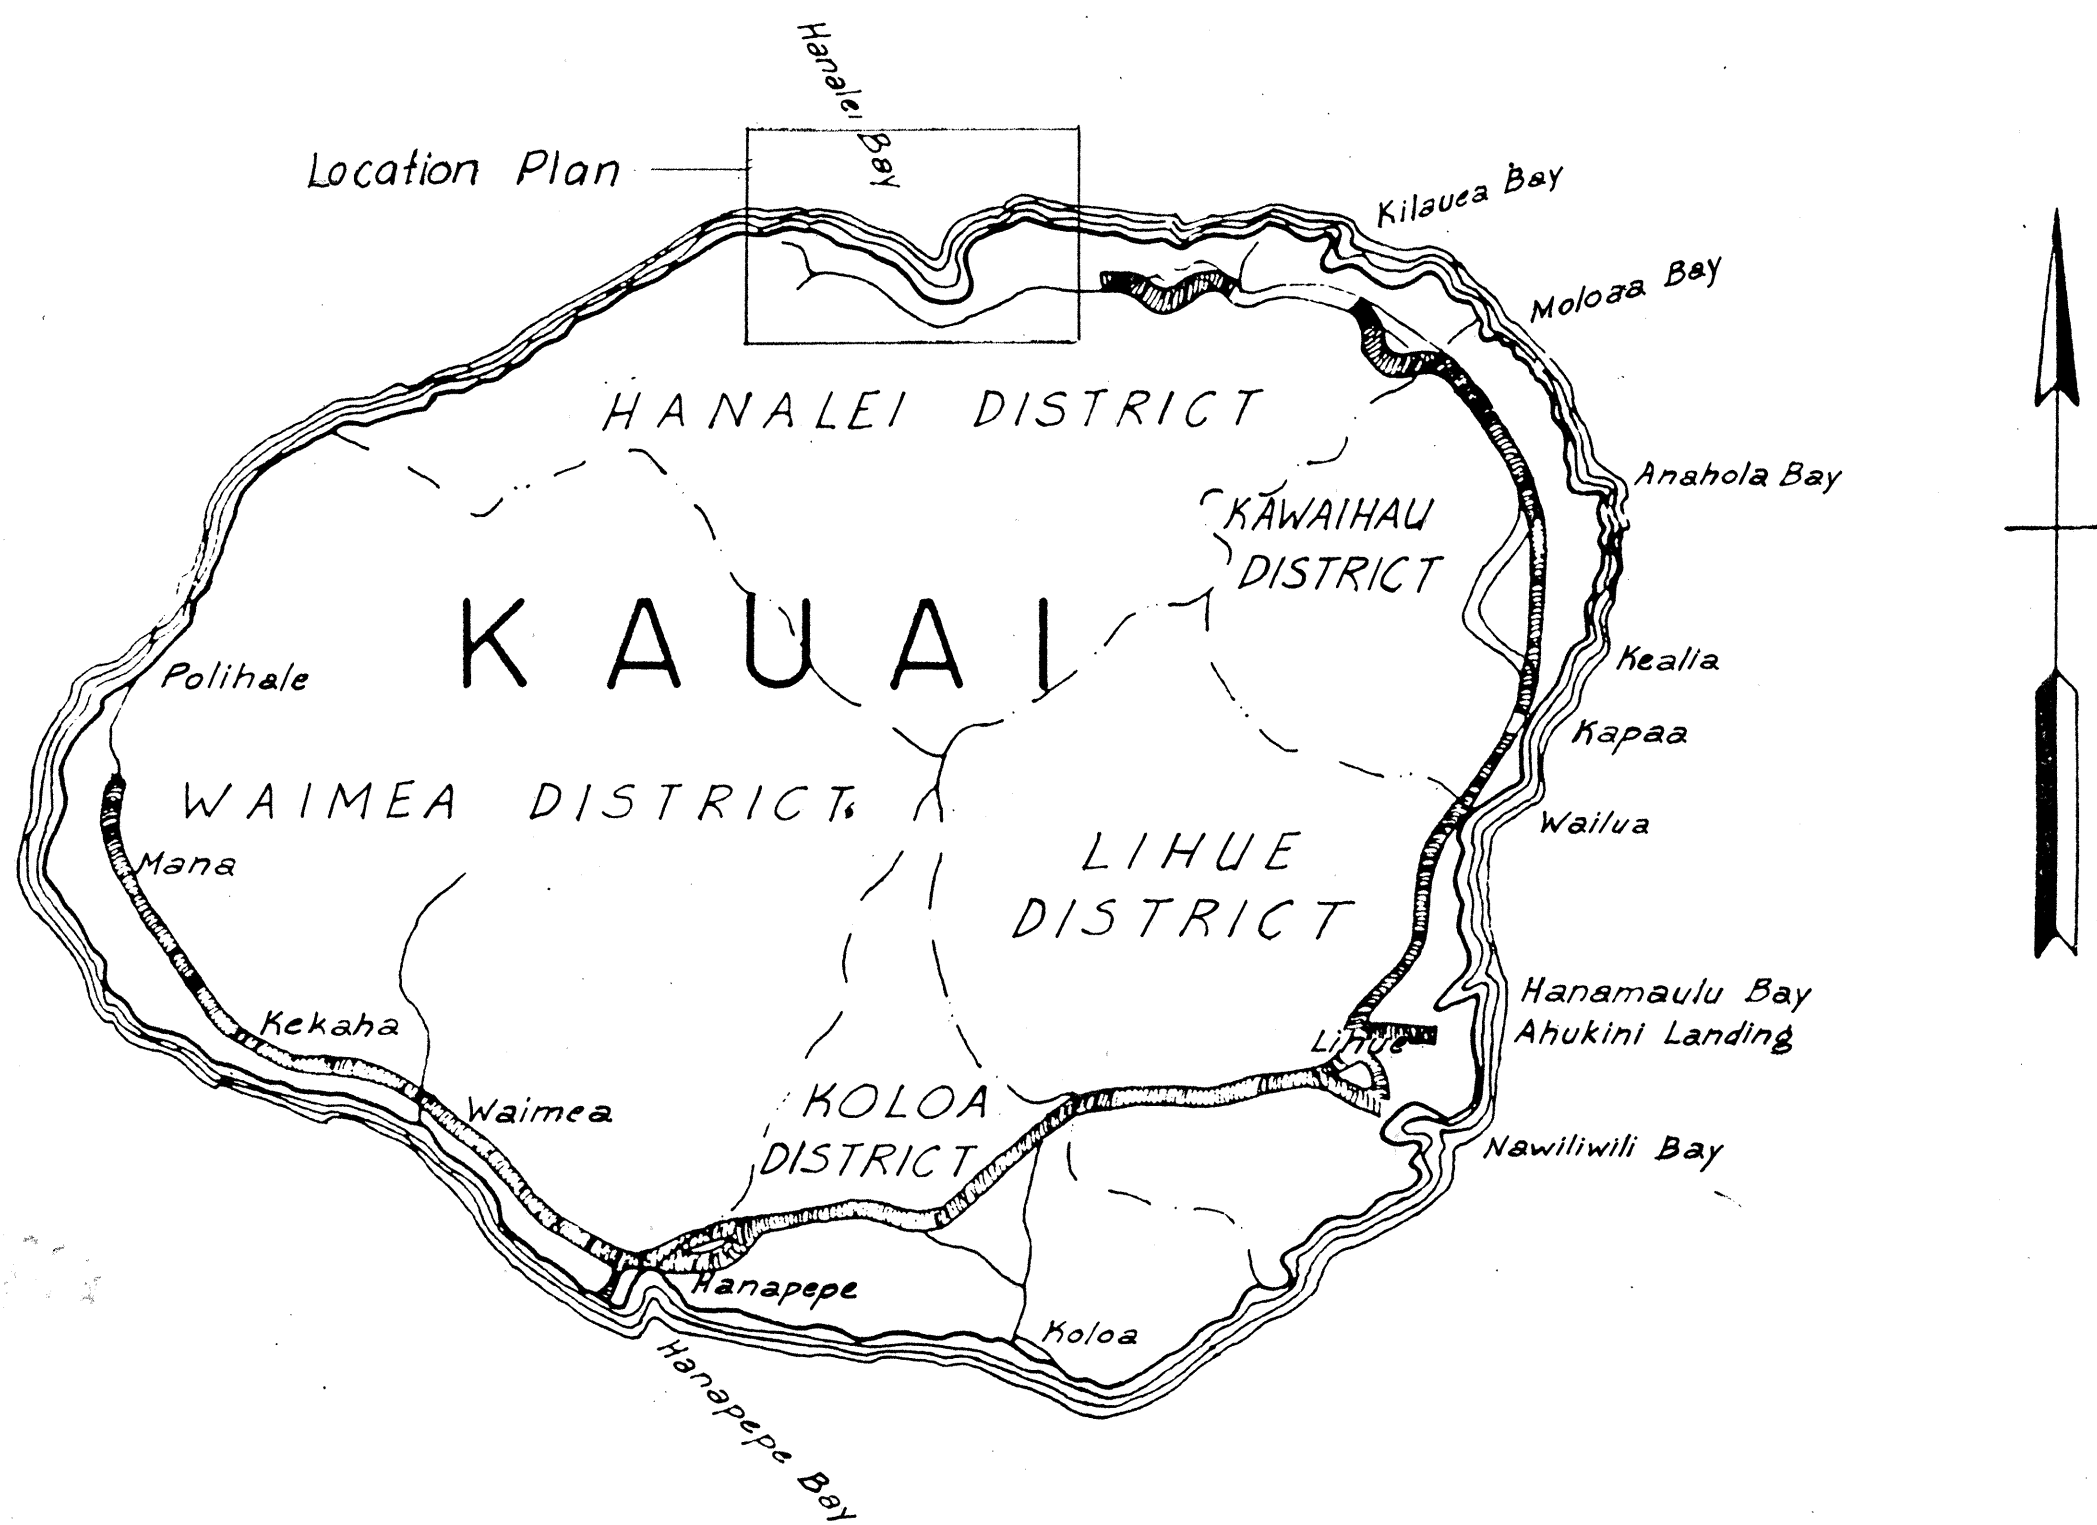 Hanalei Bay
Location Plan
Kilauea Bay
Moloaa Bay
HANALEI DISTRICT
Anahola Bay
KAWAIHAU
DISTRICT
KAUAI
Polihale
Kealia
Kapaa
WAIMEA DISTRICT
Wailua
Mana
LIHUE
DISTRICT
Hanamaulu Bay
Kekaha
Ahukini Landing
Lihue
Waimea
KOLOA
DISTRICT
Nawiliwili Bay
Hanapepe
Koloa
Hanapepe Bay